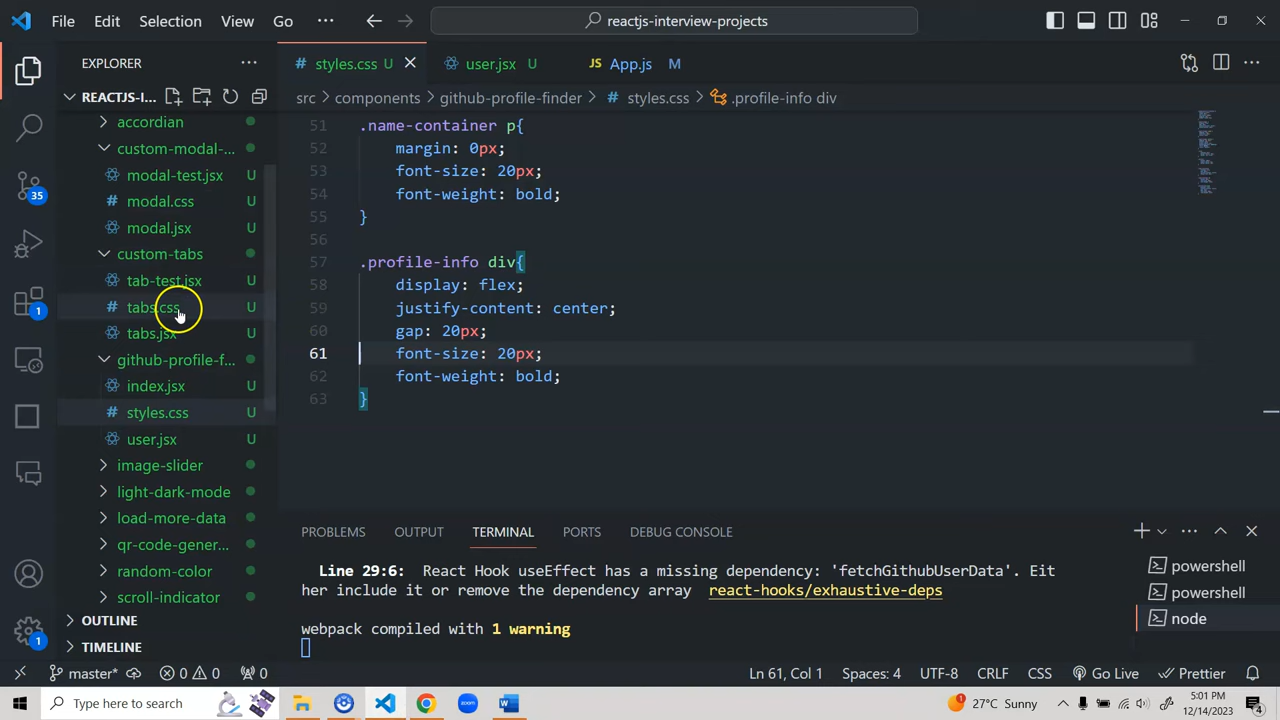 File Edit Selection View Go ··· reactjs-interview-projects
EXPLORER
REACTJS-I...
accordian
custom-modal-...
modal-test.jsx U
modal.css U
modal.jsx U
custom-tabs
tab-test.jsx U
tabs.css U
tabs.jsx U
github-profile-f...
index.jsx U
styles.css U
user.jsx U
image-slider
light-dark-mode
load-more-data
qr-code-gener...
random-color
scroll-indicator
OUTLINE
TIMELINE
35
1
1
# styles.css U user.jsx U JS App.js M
src > components > github-profile-finder > # styles.css > .profile-info div
51 .name-container p{
52 margin: 0px;
53 font-size: 20px;
54 font-weight: bold;
55 }
56
57 .profile-info div{
58 display: flex;
59 justify-content: center;
60 gap: 20px;
61 font-size: 20px;
62 font-weight: bold;
63 }
PROBLEMS OUTPUT TERMINAL PORTS DEBUG CONSOLE
Line 29:6: React Hook useEffect has a missing dependency: 'fetchGithubUserData'. Eit
her include it or remove the dependency array react-hooks/exhaustive-deps
webpack compiled with 1 warning
powershell
powershell
node
master* 0 0 0 Ln 61, Col 1 Spaces: 4 UTF-8 CRLF CSS Go Live Prettier
Type here to search 1 27°C Sunny 5:01 PM
12/14/2023 4